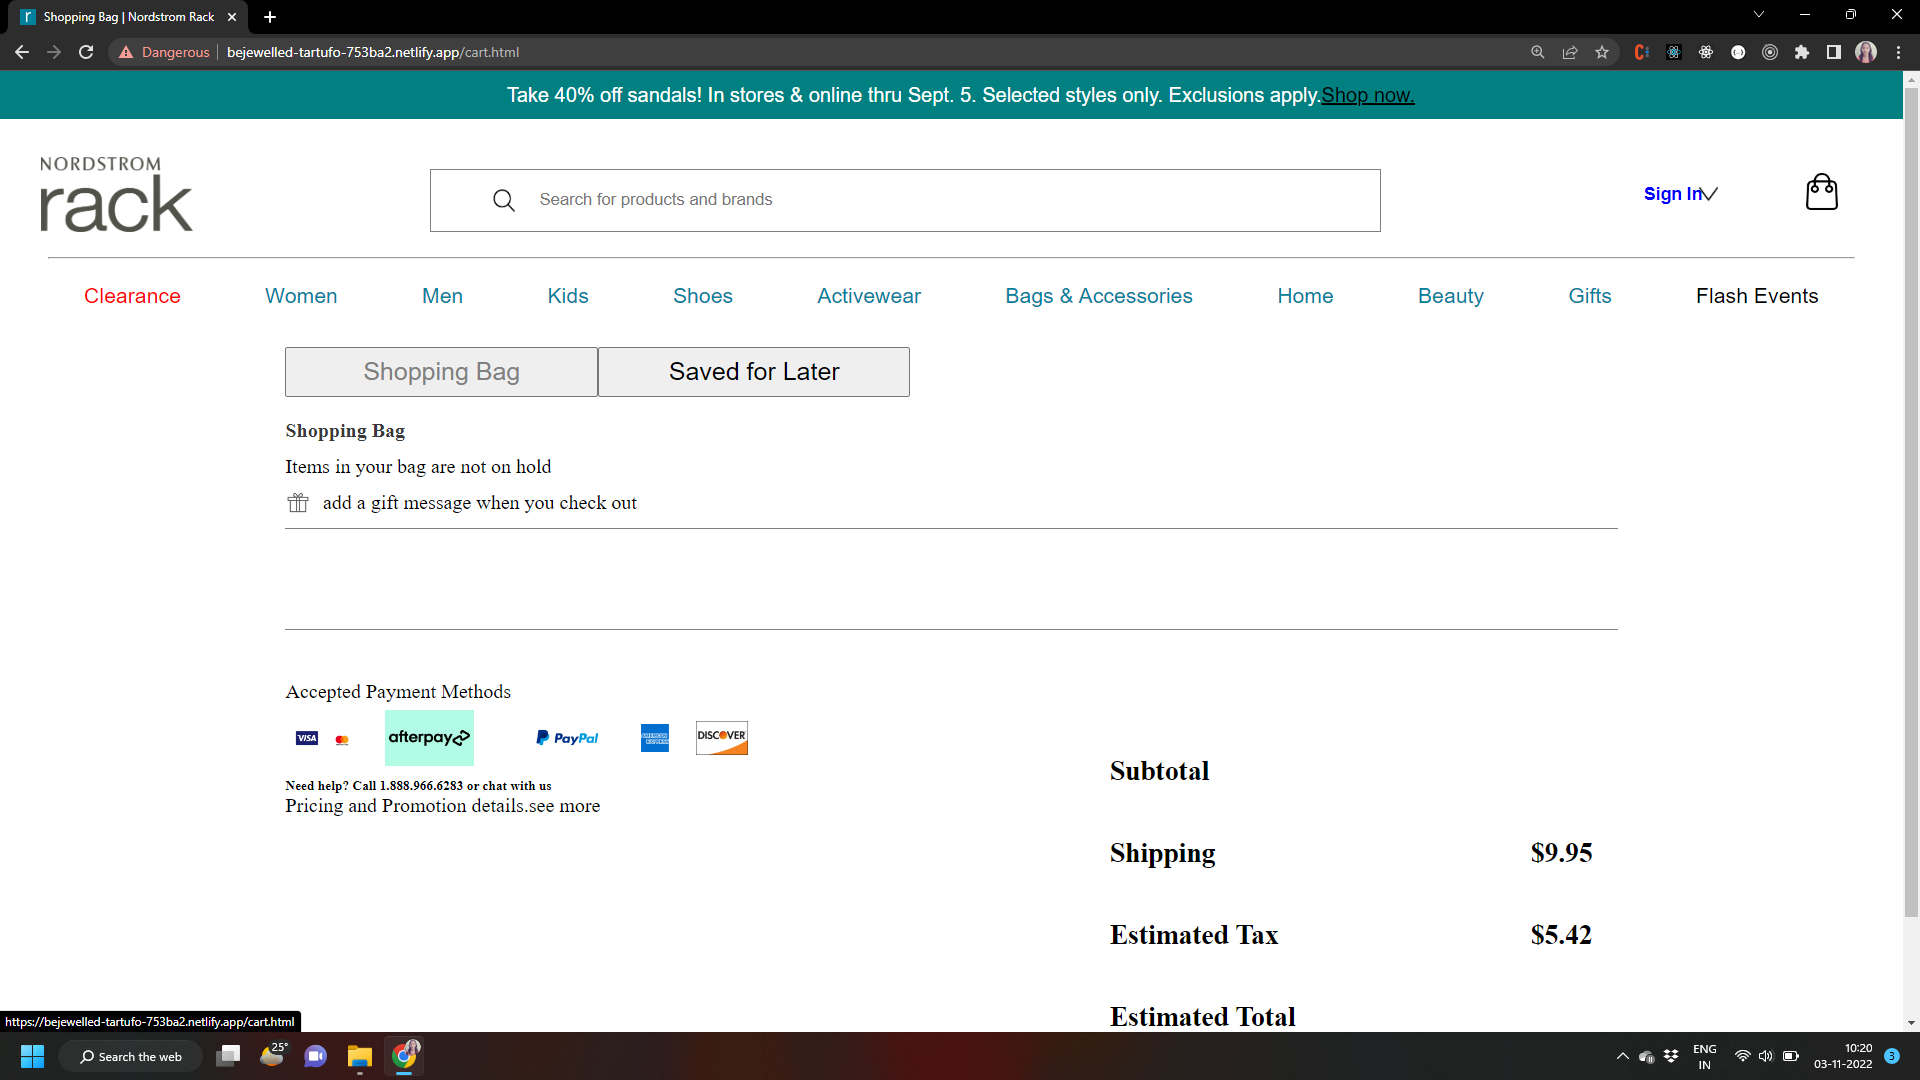 Shopping Bag | Nordstrom Rack
Dangerous
bejewelled-tartufo-753ba2.netlify.app/cart.html
Take 40% off sandals! In stores & online thru Sept. 5. Selected styles only. Exclusions apply.Shop now.
NORDSTROM
rack
Search for products and brands
Sign In
Clearance Women Men Kids Shoes Activewear Bags & Accessories Home Beauty Gifts Flash Events
Shopping Bag Saved for Later
Shopping Bag
Items in your bag are not on hold
add a gift message when you check out
Accepted Payment Methods
VISA afterpay PayPal AMERICAN EXPRESS DISCOVER
Need help? Call 1.888.966.6283 or chat with us
Pricing and Promotion details.see more
Subtotal
Shipping $9.95
Estimated Tax $5.42
Estimated Total
https://bejewelled-tartufo-753ba2.netlify.app/cart.html
Search the web
25°
ENG
IN
10:20
03-11-2022
3